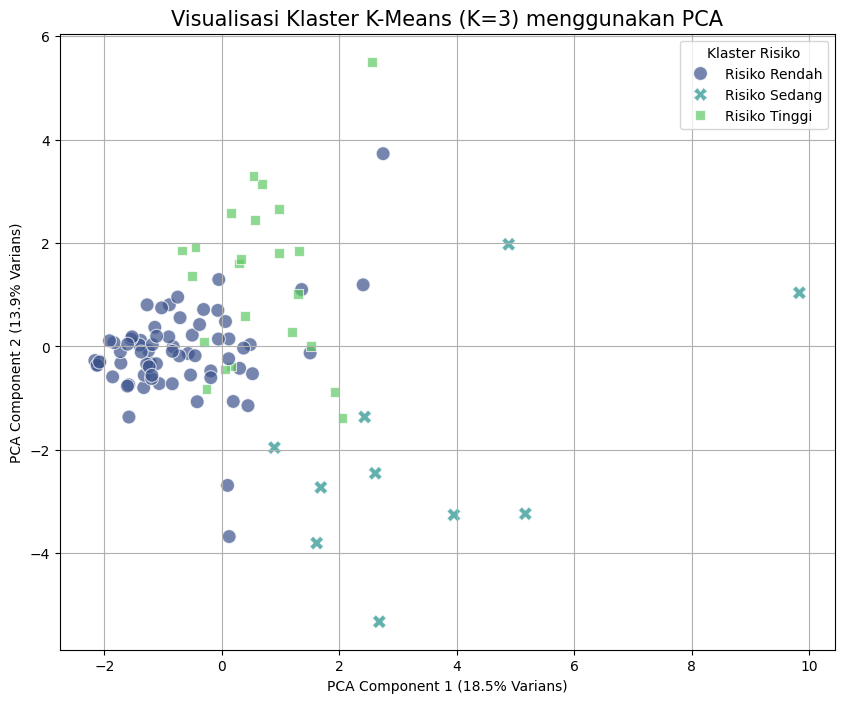 Visualisasi Klaster K-Means (K=3) menggunakan PCA
Klaster Risiko
Risiko Rendah
Risiko Sedang
Risiko Tinggi
PCA Component 2 (13.9% Varians)
6
4
2
0
−2
−4
−2
0
2
4
6
8
10
PCA Component 1 (18.5% Varians)